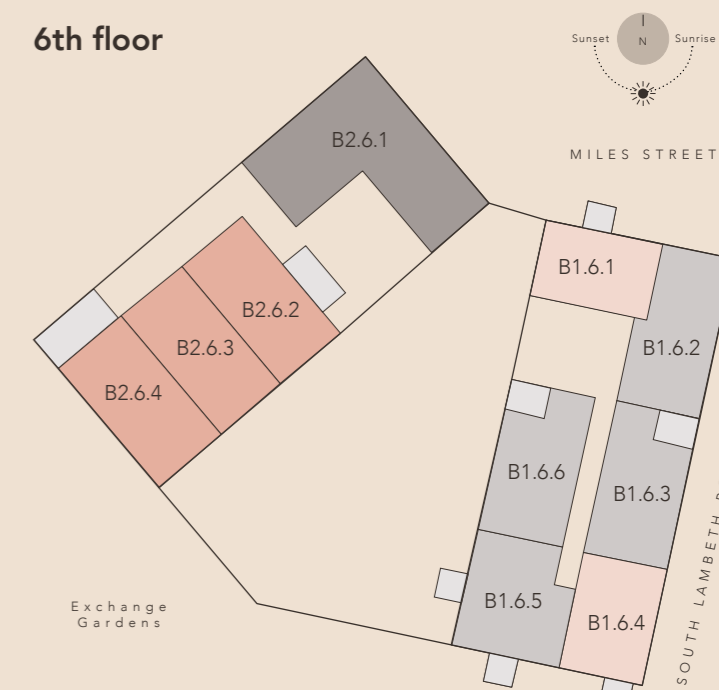 6th floor
Sunset
N
Sunrise
MILES STREET
B2.6.1
B1.6.1
B2.6.2
B2.6.3
B1.6.2
B2.6.4
B1.6.6
B1.6.3
B1.6.5
B1.6.4
SOUTH LAMBETH
Exchange
Gardens